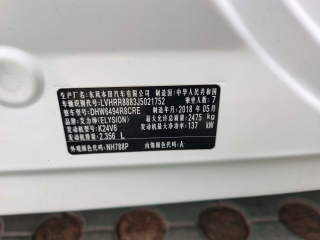 生产厂名:东风本田汽车有限公司 制造国:中华人民共和国
车辆识别代号:LVHRR8883J5021752 乘坐人数:7
整车型号:DHW6494R8CRE 制造年月:2018 年 05 月
品牌:艾力绅(ELYSION) 最大允许总质量:2475 kg
发动机型号:K24V6 发动机最大净功率:137 kW
发动机排量:2.356 L
外观颜色代码:NH788P 内饰颜色代码:A